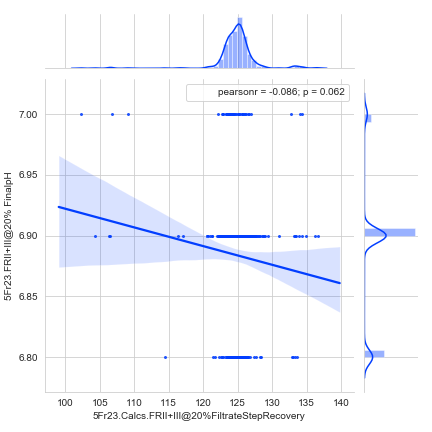 pearsonr = -0.086; p = 0.062
7.00
6.95
6.90
6.85
6.80
5Fr23.FRII+III@20% FinalpH
100 105 110 115 120 125 130 135 140
5Fr23.Calcs.FRII+III@20%FiltrateStepRecovery